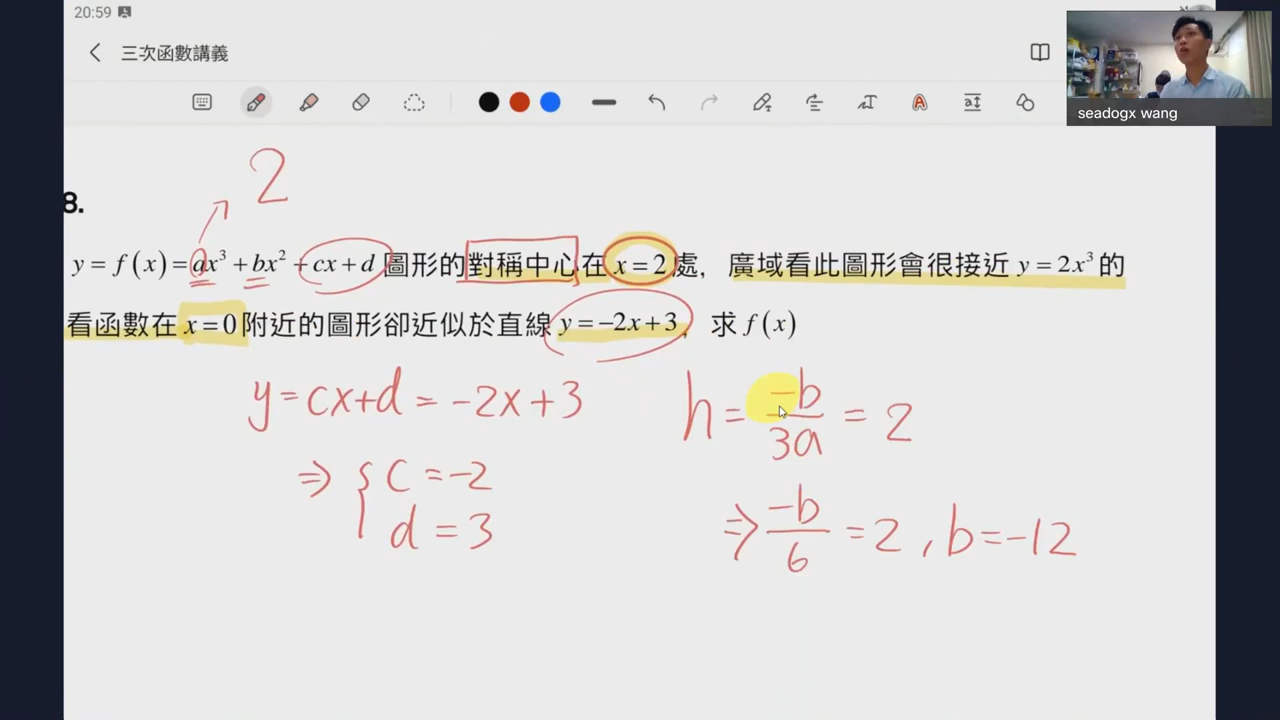 20:59
三次函數講義
seadogx wang
2
8.
y = f(x) = ax³ + bx² + cx + d 圖形的對稱中心在 x = 2 處，廣域看此圖形會很接近 y = 2x³ 的
看函數在 x = 0 附近的圖形卻近似於直線 y = −2x + 3，求 f(x)
y = cx + d = −2x + 3
⇒ { c = −2
d = 3
h = −b/3a = 2
⇒ −b/6 = 2 , b = −12